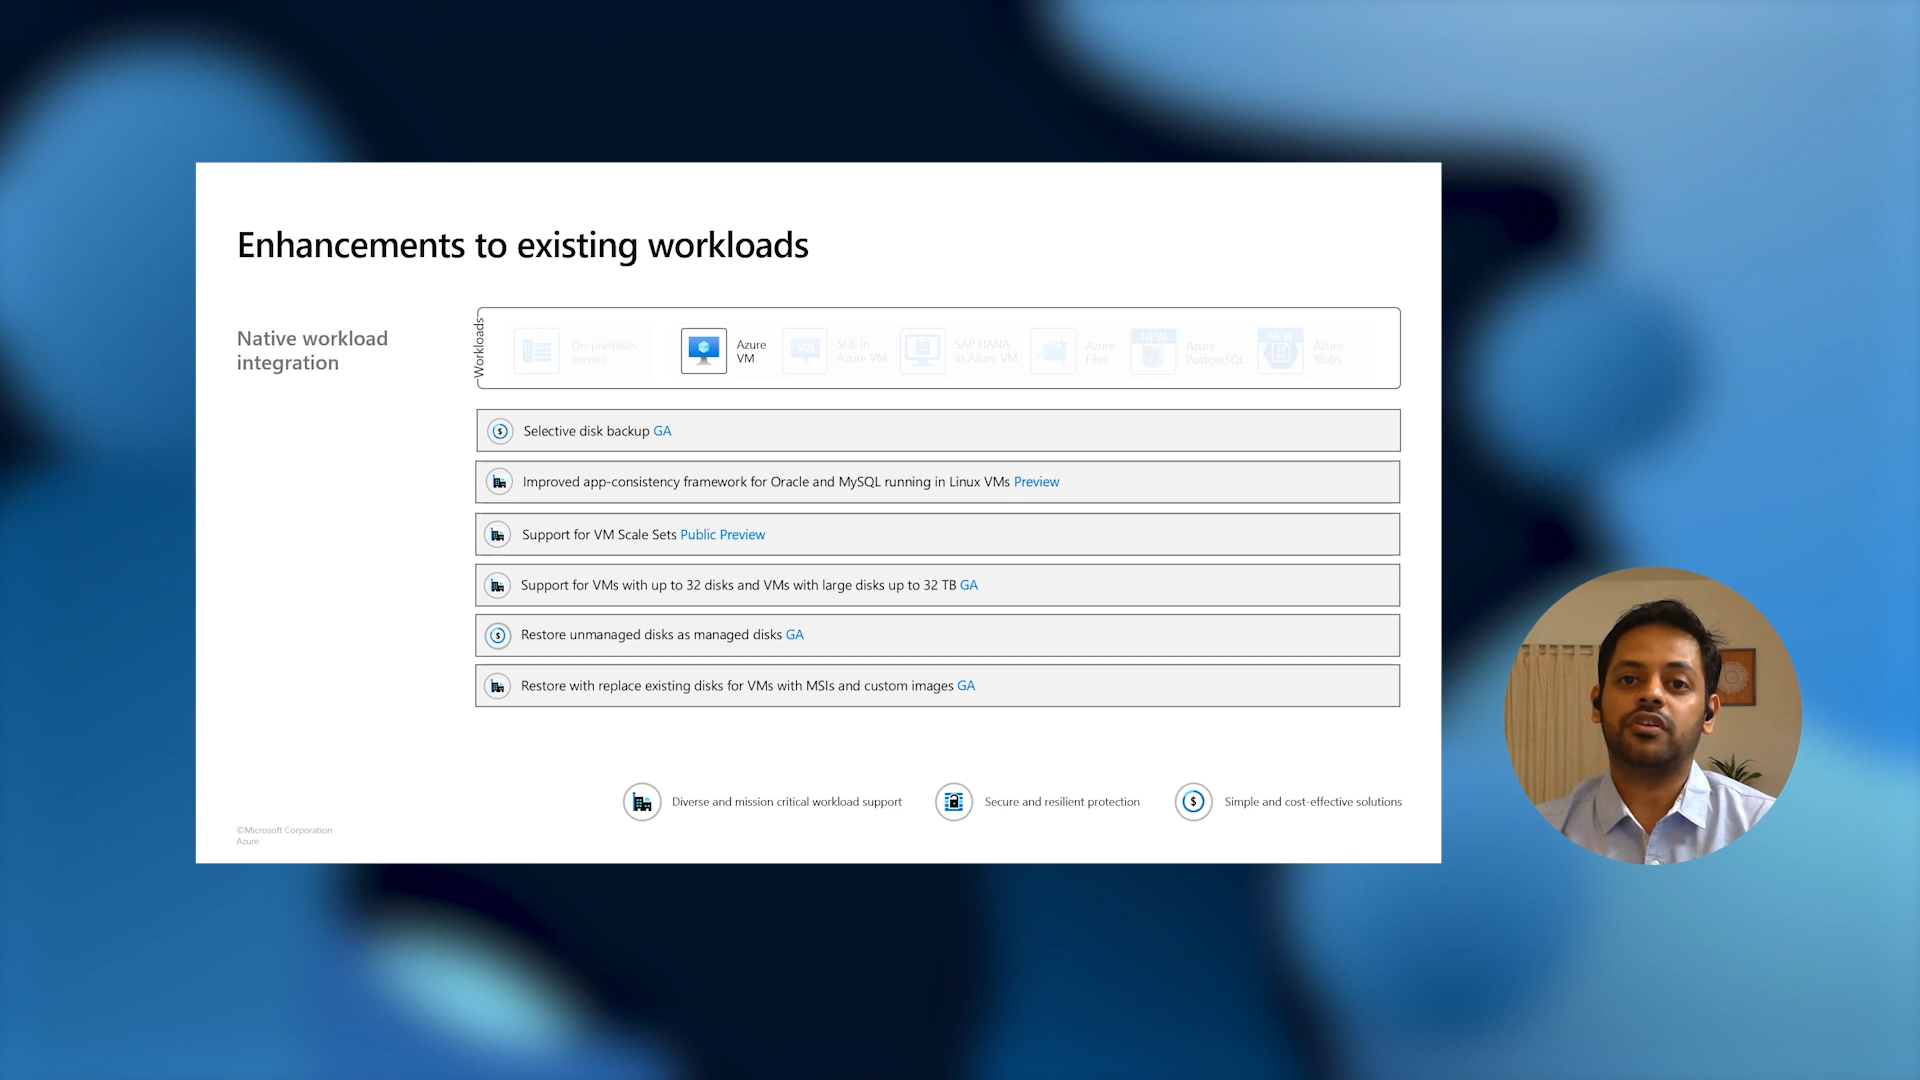 Enhancements to existing workloads
Native workload
integration
Workloads
On-premises
servers
Azure
VM
SQL
SQL in
Azure VM
SAP HANA
in Azure VM
Azure
Files
NEW
Azure
PostgreSQL
NEW
Azure
Blobs
Selective disk backup GA
Improved app-consistency framework for Oracle and MySQL running in Linux VMs Preview
Support for VM Scale Sets Public Preview
Support for VMs with up to 32 disks and VMs with large disks up to 32 TB GA
Restore unmanaged disks as managed disks GA
Restore with replace existing disks for VMs with MSIs and custom images GA
Diverse and mission critical workload support
Secure and resilient protection
Simple and cost-effective solutions
©Microsoft Corporation
Azure